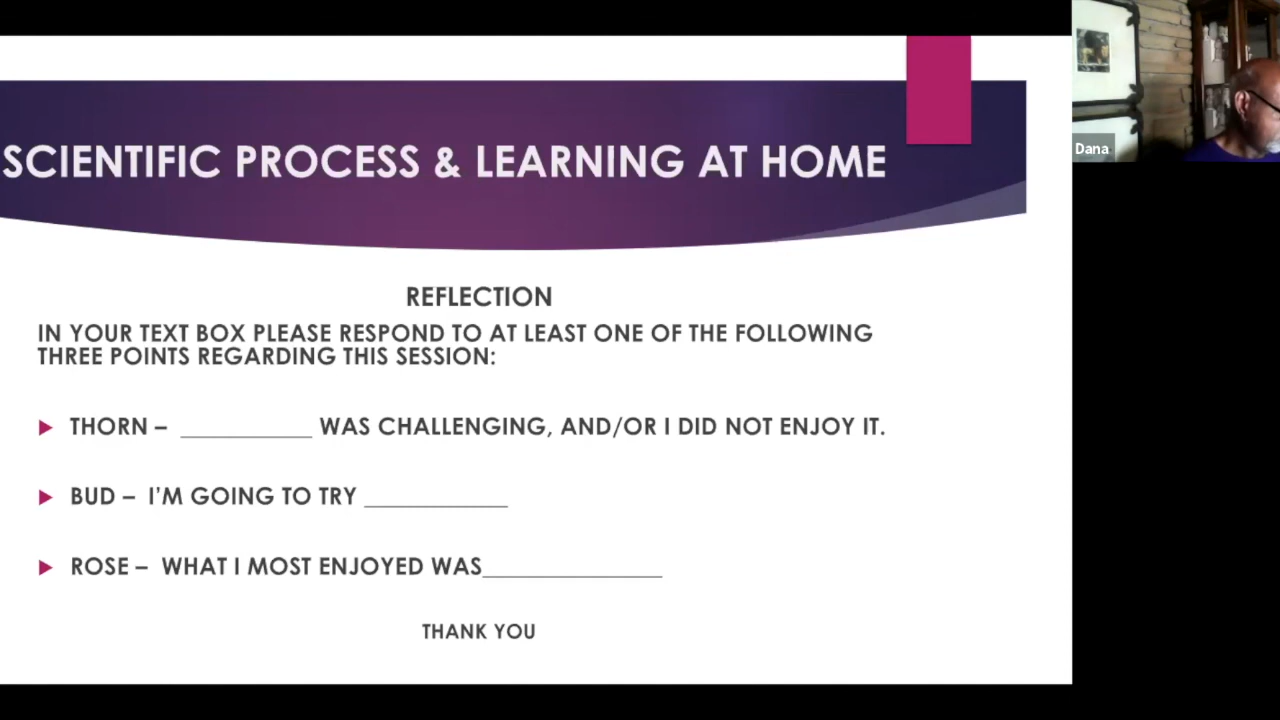 SCIENTIFIC PROCESS & LEARNING AT HOME
Dana
REFLECTION
IN YOUR TEXT BOX PLEASE RESPOND TO AT LEAST ONE OF THE FOLLOWING
THREE POINTS REGARDING THIS SESSION:
THORN – ___________ WAS CHALLENGING, AND/OR I DID NOT ENJOY IT.
BUD – I'M GOING TO TRY ____________
ROSE – WHAT I MOST ENJOYED WAS_______________
THANK YOU